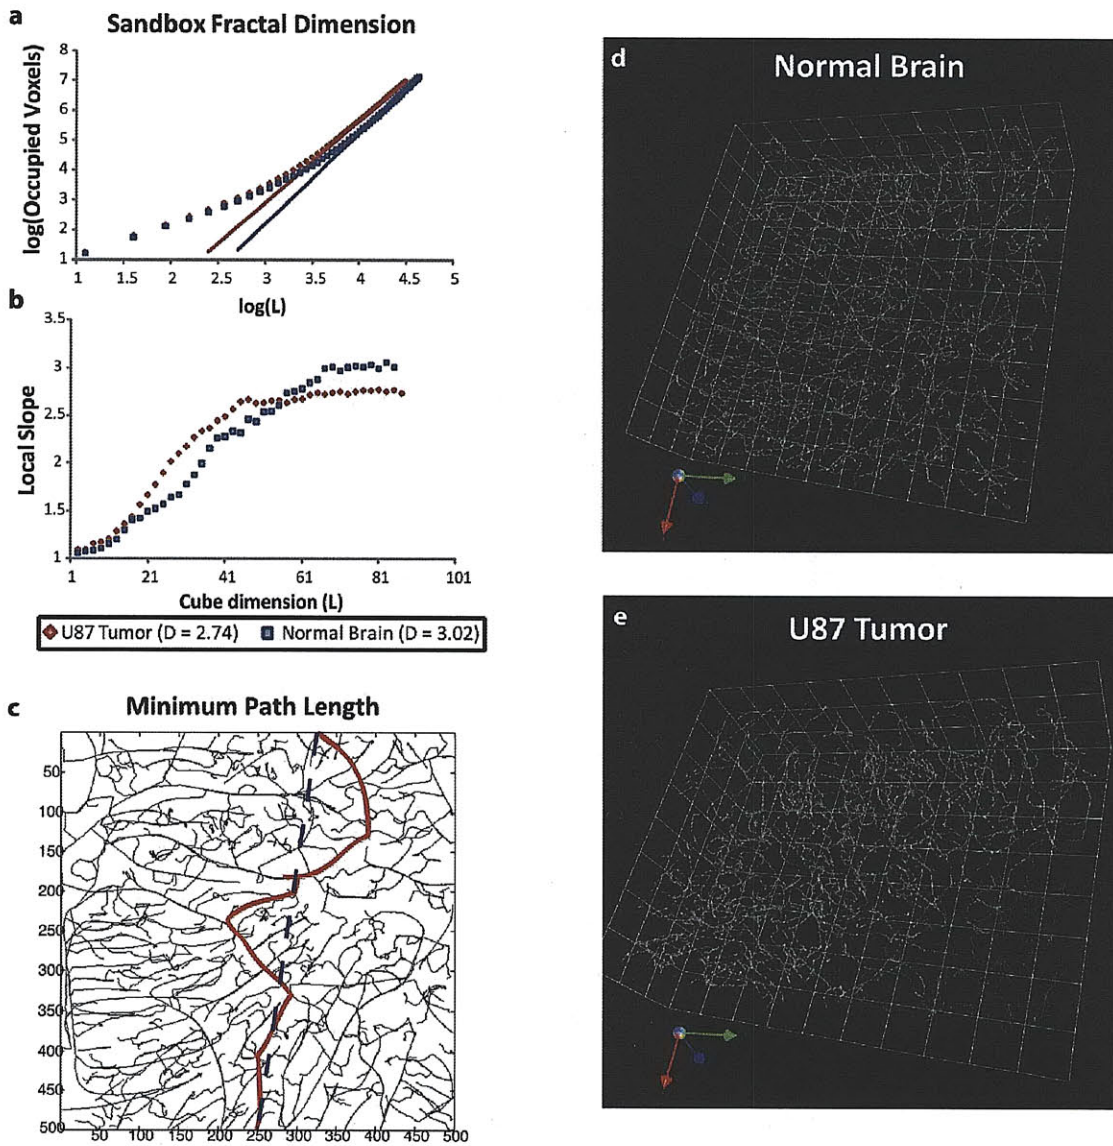 a
Sandbox Fractal Dimension
log(Occupied Voxels)
8
7
6
5
4
3
2
1
1 1.5 2 2.5 3 3.5 4 4.5 5
log(L)
b
Local Slope
3.5
3
2.5
2
1.5
1
1 21 41 61 81 101
Cube dimension (L)
U87 Tumor (D = 2.74) Normal Brain (D = 3.02)
c
Minimum Path Length
50
100
150
200
250
300
350
400
450
500
50 100 150 200 250 300 350 400 450 500
d
Normal Brain
e
U87 Tumor